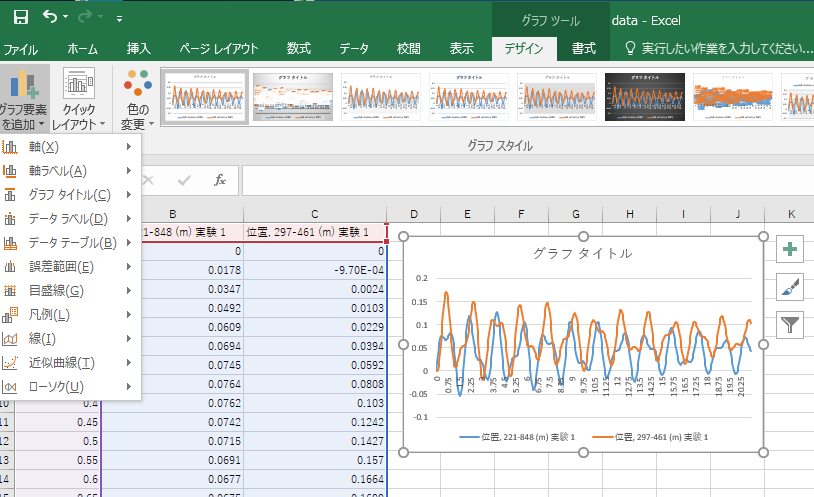 グラフ ツール
data - Excel
ファイル ホーム 挿入 ページ レイアウト 数式 データ 校閲 表示 デザイン 書式 実行したい作業を入力してください...
グラフ要素を追加
クイック レイアウト
色の変更
グラフ スタイル
軸(X)
軸ラベル(A)
グラフ タイトル(C)
データ ラベル(D)
データ テーブル(B)
誤差範囲(E)
目盛線(G)
凡例(L)
線(I)
近似曲線(T)
ローソク(U)
fx
B C D E F G H I J K
1-848 (m) 実験 1 位置, 297-461 (m) 実験 1
0 0
0.0178 -9.70E-04
0.0347 0.0024
0.0492 0.0103
0.0609 0.0229
0.0694 0.0394
0.0745 0.0592
0.0764 0.0808
10 0.4 0.0762 0.103
11 0.45 0.0742 0.1242
12 0.5 0.0715 0.1427
13 0.55 0.0691 0.157
14 0.6 0.0677 0.1664
グラフ タイトル
0.2
0.15
0.1
0.05
0
-0.05
-0.1
0 0.75 1.5 2.25 3 3.75 4.5 5.25 6 6.75 7.5 8.25 9 9.75 10.5 11.25 12 12.75 13.5 14.25 15 15.75 16.5 17.25 18 18.75 19.5 20.25
位置, 221-848 (m) 実験 1 位置, 297-461 (m) 実験 1